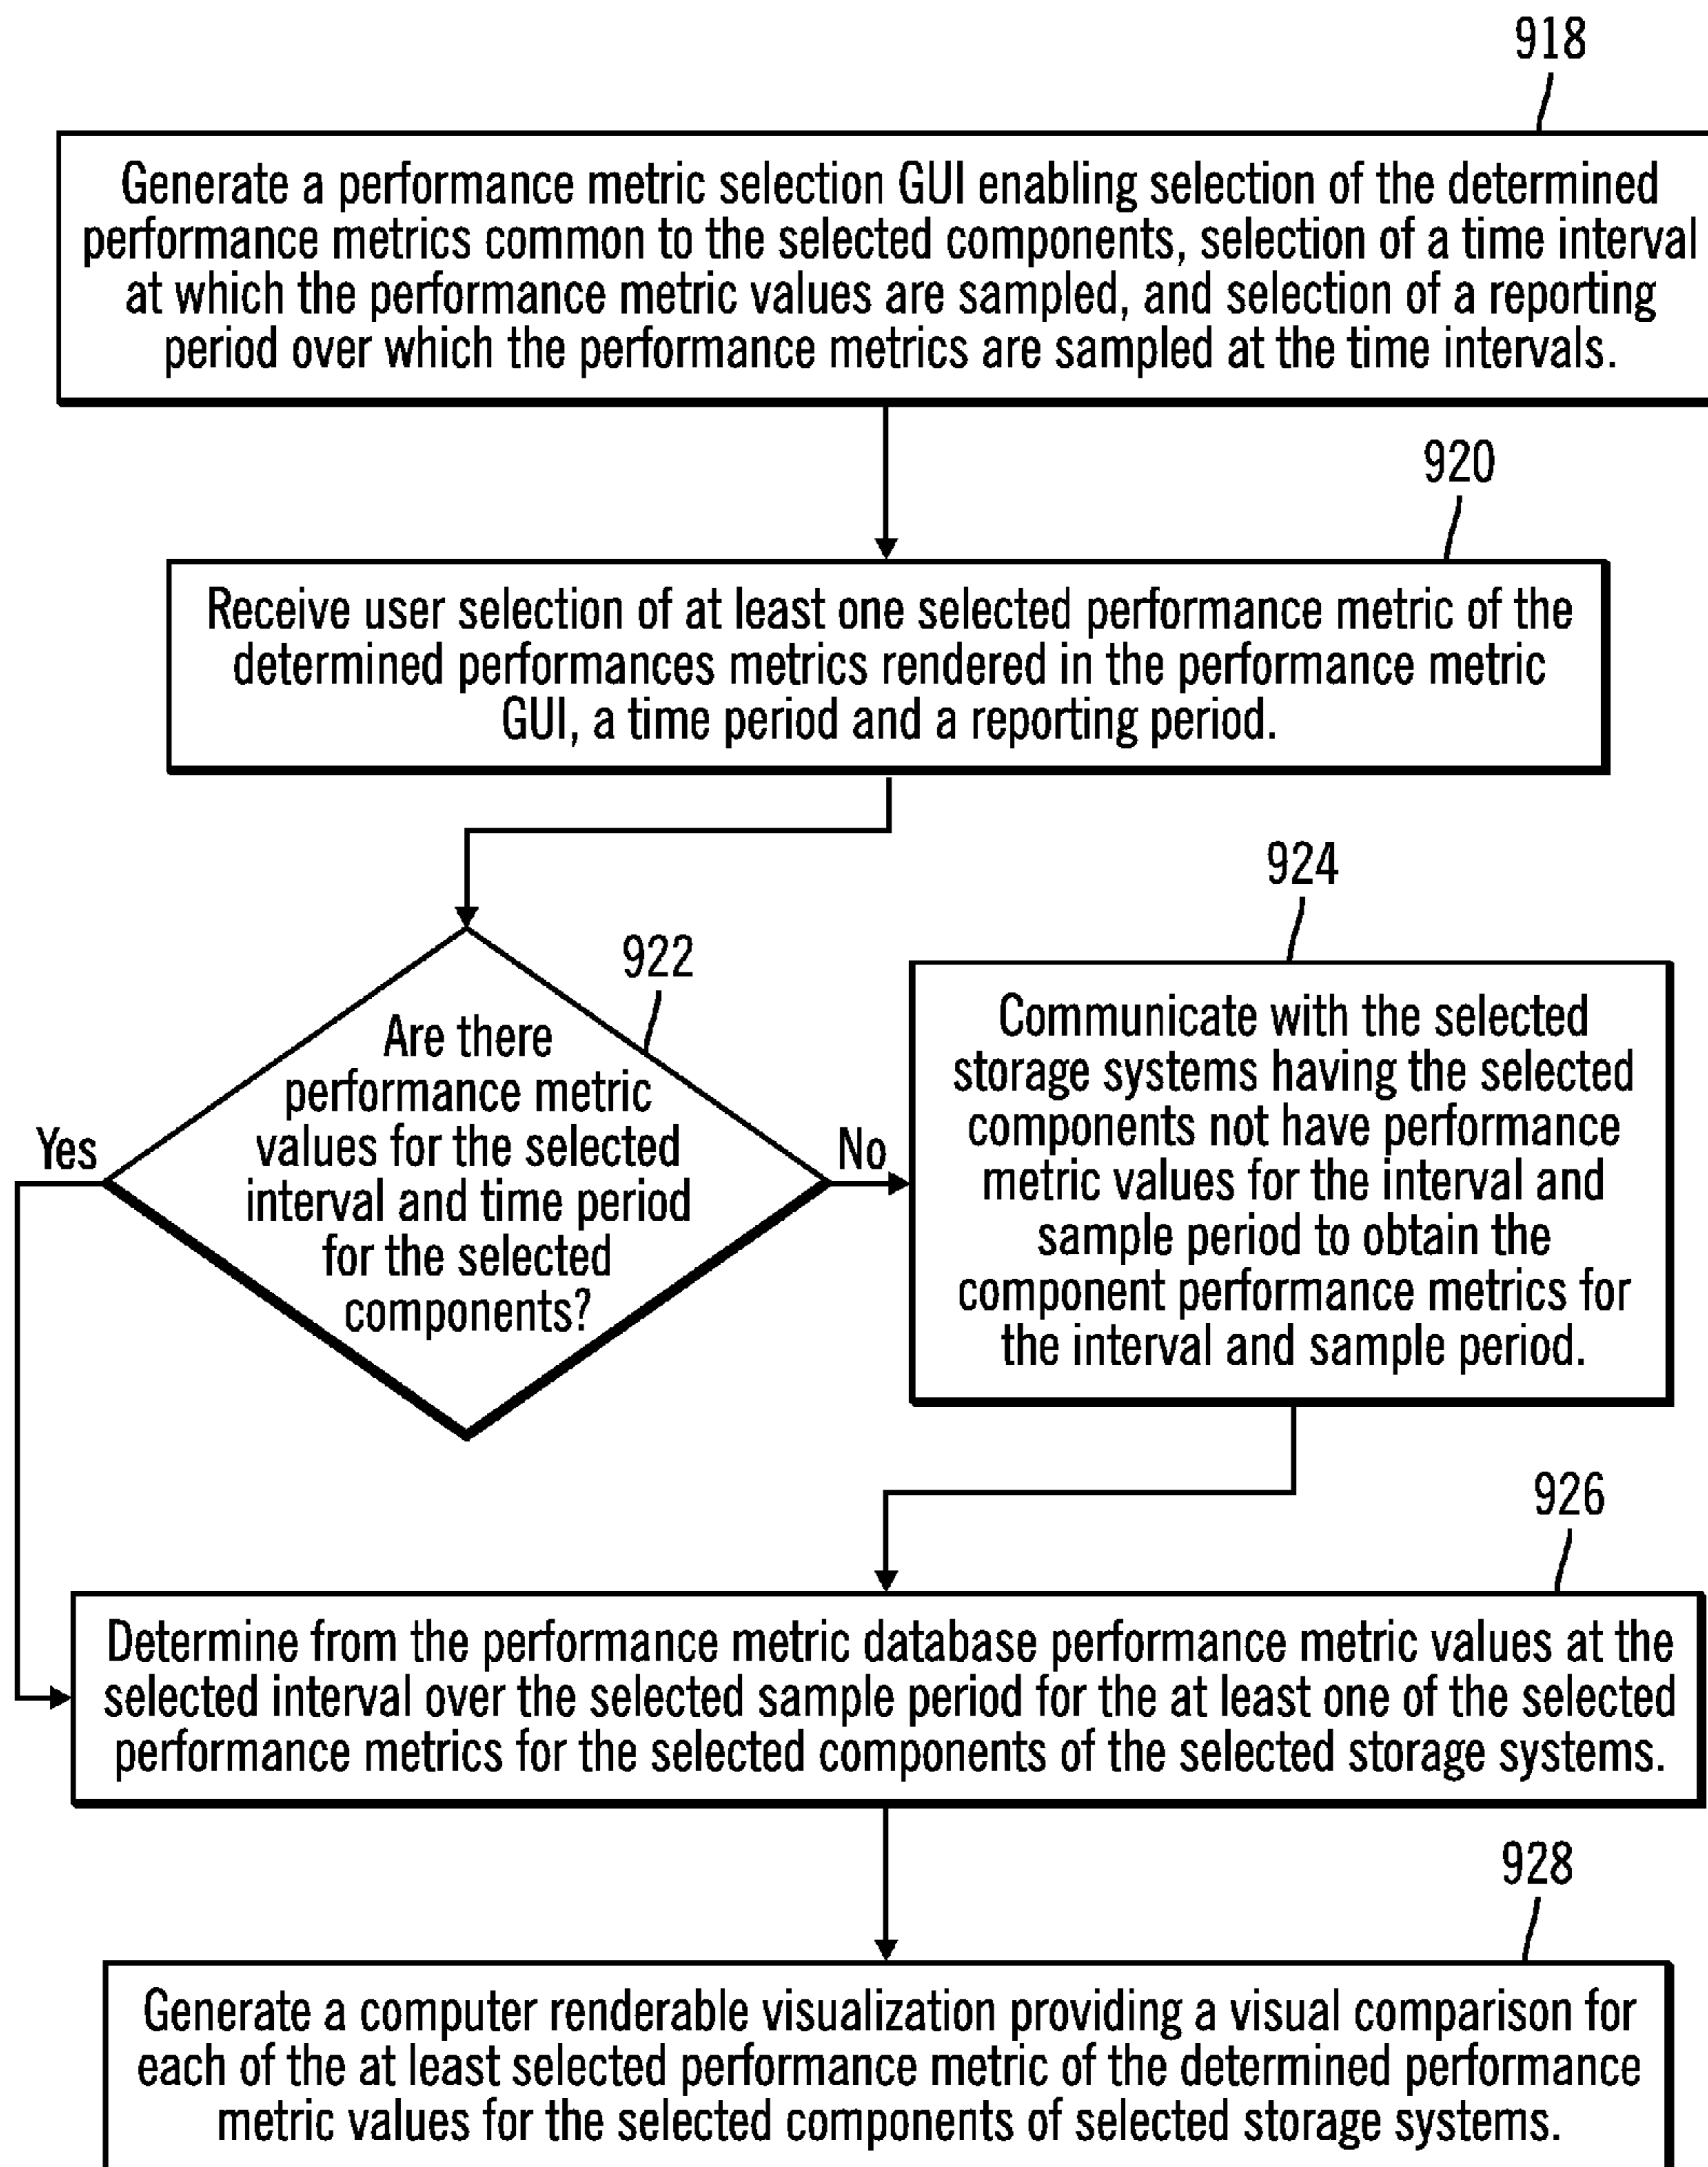 918
Generate a performance metric selection GUI enabling selection of the determined
performance metrics common to the selected components, selection of a time interval
at which the performance metric values are sampled, and selection of a reporting
period over which the performance metrics are sampled at the time intervals.
920
Receive user selection of at least one selected performance metric of the
determined performances metrics rendered in the performance metric
GUI, a time period and a reporting period.
922
Are there
performance metric
values for the selected
interval and time period
for the selected
components?
Yes
No
924
Communicate with the selected
storage systems having the selected
components not have performance
metric values for the interval and
sample period to obtain the
component performance metrics for
the interval and sample period.
926
Determine from the performance metric database performance metric values at the
selected interval over the selected sample period for the at least one of the selected
performance metrics for the selected components of the selected storage systems.
928
Generate a computer renderable visualization providing a visual comparison for
each of the at least selected performance metric of the determined performance
metric values for the selected components of selected storage systems.